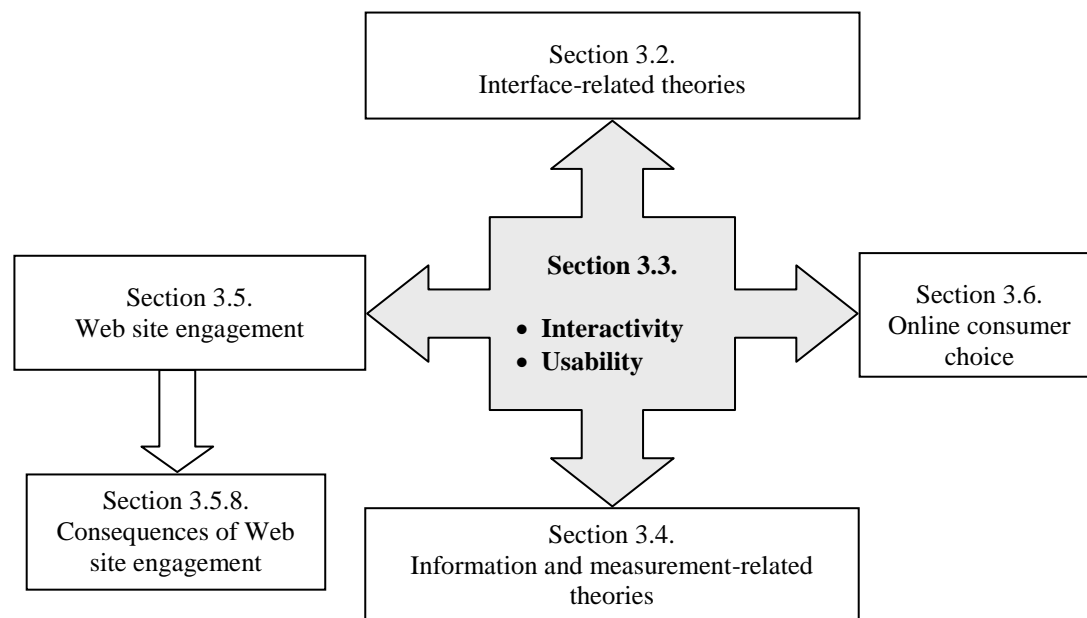 Section 3.2.
Interface-related theories
Section 3.3.
• Interactivity
• Usability
Section 3.5.
Web site engagement
Section 3.6.
Online consumer
choice
Section 3.5.8.
Consequences of Web
site engagement
Section 3.4.
Information and measurement-related
theories